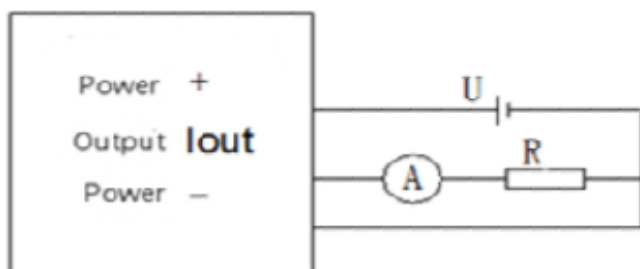 Power +
U
Output Iout
R
A
Power −